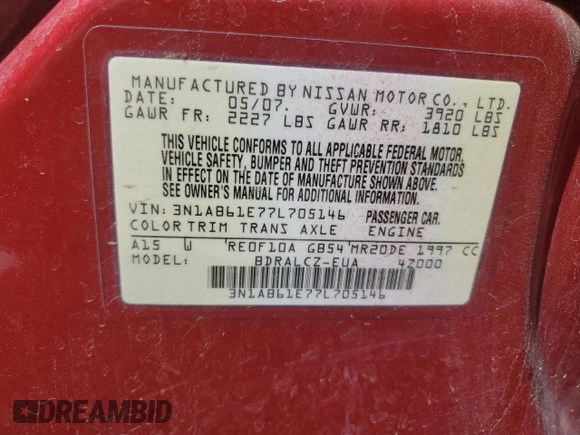 MANUFACTURED BY NISSAN MOTOR CO., LTD.
DATE: 05/07. GVWR: 3920 LBS
GAWR FR: 2227 LBS GAWR RR: 1810 LBS
THIS VEHICLE CONFORMS TO ALL APPLICABLE FEDERAL MOTOR
VEHICLE SAFETY, BUMPER AND THEFT PREVENTION STANDARDS
IN EFFECT ON THE DATE OF MANUFACTURE SHOWN ABOVE.
SEE OWNER'S MANUAL FOR ADDITIONAL INFORMATION.
VIN: 3N1AB61E77L705146 PASSENGER CAR.
COLOR TRIM TRANS AXLE ENGINE
A15 W 'RE0F10A GB54'MR20DE 1997 CC
MODEL: BDRALCZ-EUA 4Z000
3N1AB61E77L705146
DREAMBID